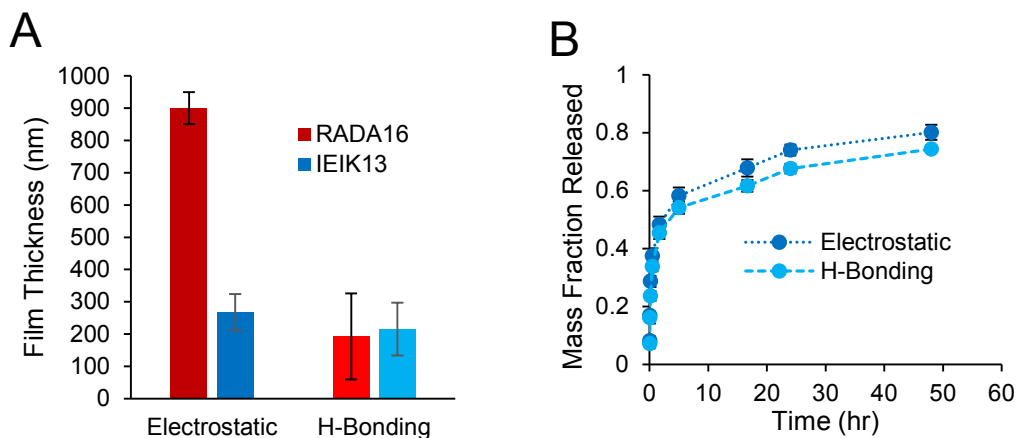 A
Film Thickness (nm)
1000
900
800
700
600
500
400
300
200
100
0
RADA16
IEIK13
Electrostatic
H-Bonding
B
Mass Fraction Released
1
0.8
0.6
0.4
0.2
0
Electrostatic
H-Bonding
0 10 20 30 40 50 60
Time (hr)